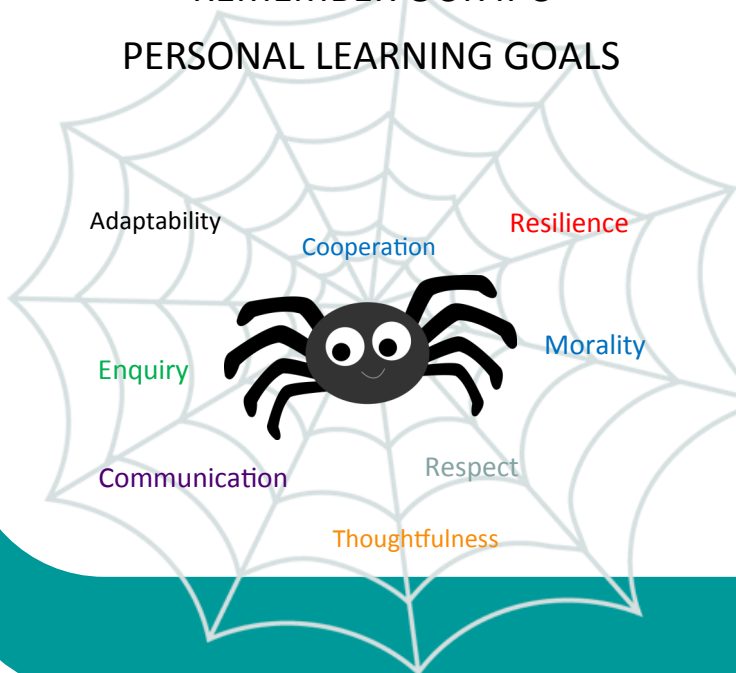 PERSONAL LEARNING GOALS
Adaptability
Resilience
Cooperation
Morality
Enquiry
Respect
Communication
Thoughtfulness